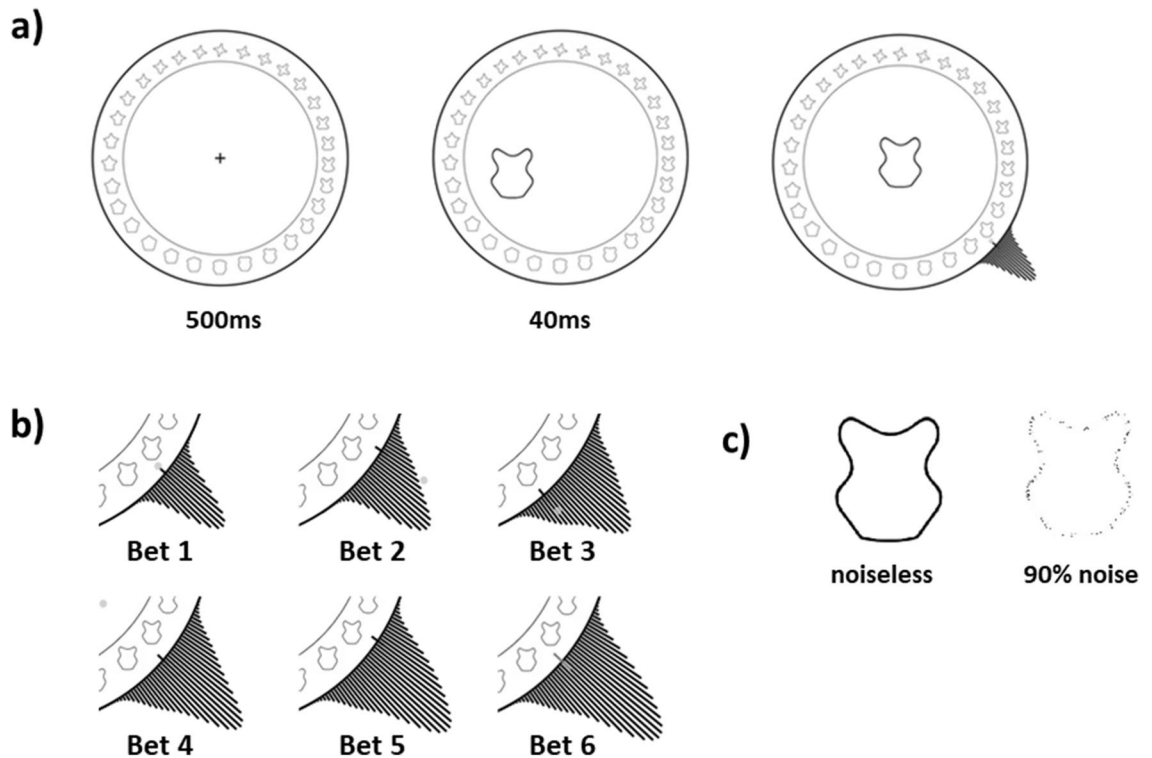 a)
500ms
40ms
b)
c)
Bet 1
Bet 2
Bet 3
noiseless
90% noise
Bet 4
Bet 5
Bet 6